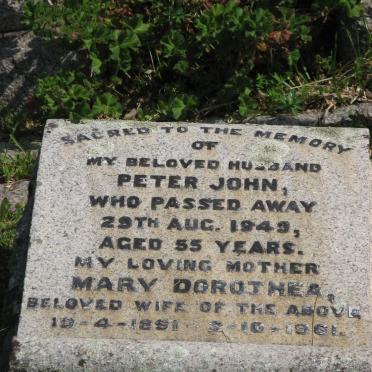 SACRED TO THE MEMORY
OF
MY BELOVED HUSBAND
PETER JOHN,
WHO PASSED AWAY
29TH AUG. 1949,
AGED 55 YEARS.
MY LOVING MOTHER
MARY DOROTHEA,
BELOVED WIFE OF THE ABOVE
19-4-1891 - 2-10-1961.